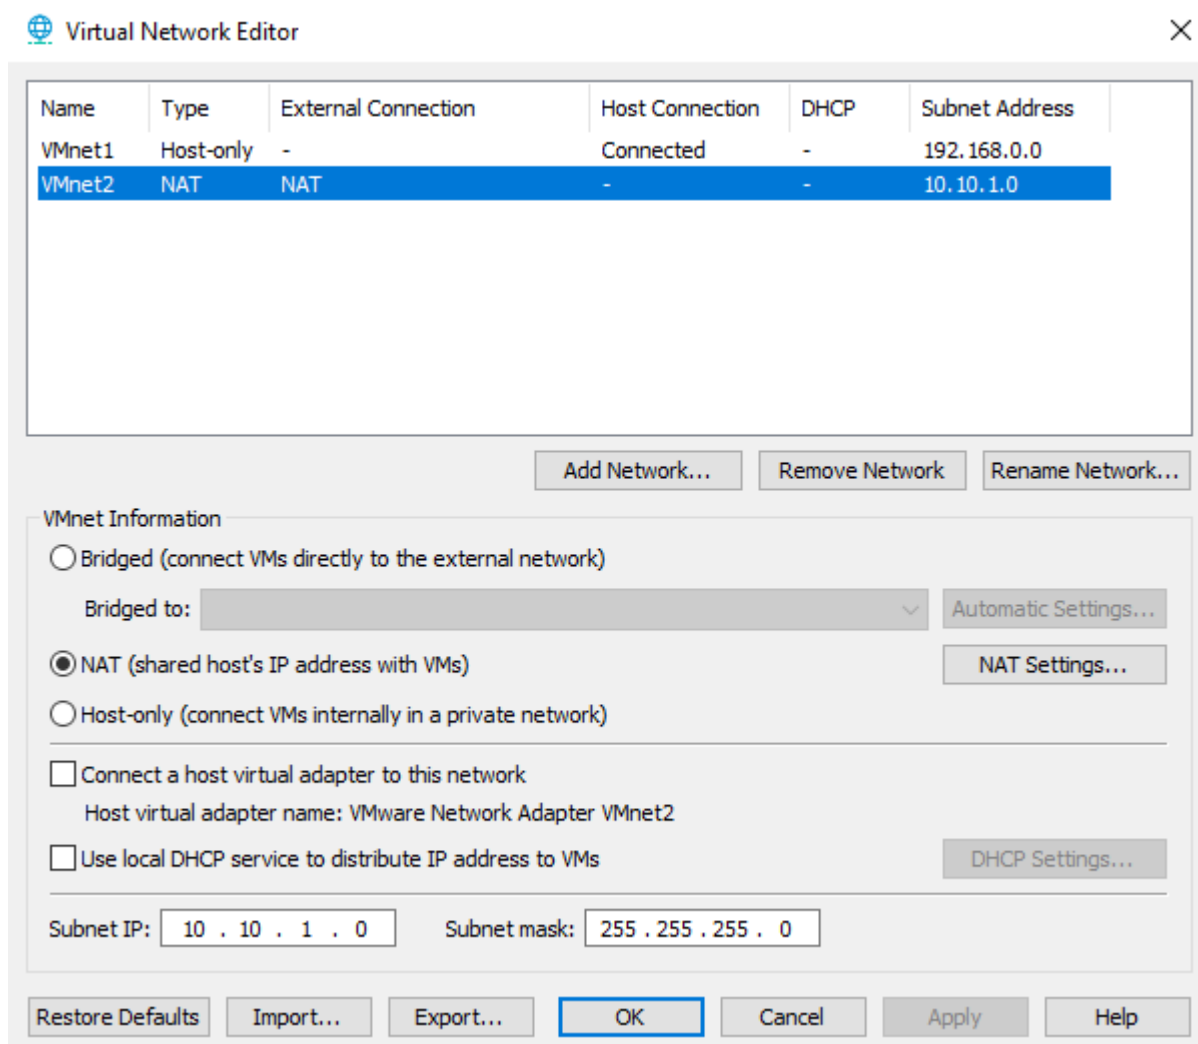 Virtual Network Editor
Name Type External Connection Host Connection DHCP Subnet Address
VMnet1 Host-only - Connected - 192.168.0.0
VMnet2 NAT NAT - - 10.10.1.0
Add Network... Remove Network Rename Network...
VMnet Information
Bridged (connect VMs directly to the external network)
Bridged to: Automatic Settings...
NAT (shared host's IP address with VMs) NAT Settings...
Host-only (connect VMs internally in a private network)
Connect a host virtual adapter to this network
Host virtual adapter name: VMware Network Adapter VMnet2
Use local DHCP service to distribute IP address to VMs DHCP Settings...
Subnet IP: 10 . 10 . 1 . 0 Subnet mask: 255 . 255 . 255 . 0
Restore Defaults Import... Export... OK Cancel Apply Help